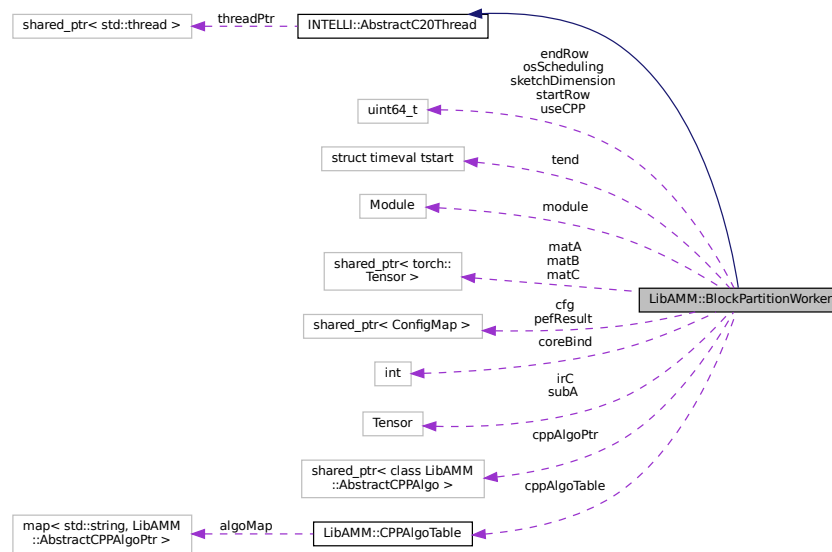 shared_ptr< std::thread >
threadPtr
INTELLI::AbstractC20Thread
endRow
osScheduling
sketchDimension
startRow
useCPP
uint64_t
struct timeval tstart
tend
Module
module
shared_ptr< torch::
Tensor >
matA
matB
matC
LibAMM::BlockPartitionWorker
shared_ptr< ConfigMap >
cfg
pefResult
int
coreBind
Tensor
irC
subA
shared_ptr< class LibAMM
::AbstractCPPAlgo >
cppAlgoPtr
map< std::string, LibAMM
::AbstractCPPAlgoPtr >
algoMap
LibAMM::CPPAlgoTable
cppAlgoTable